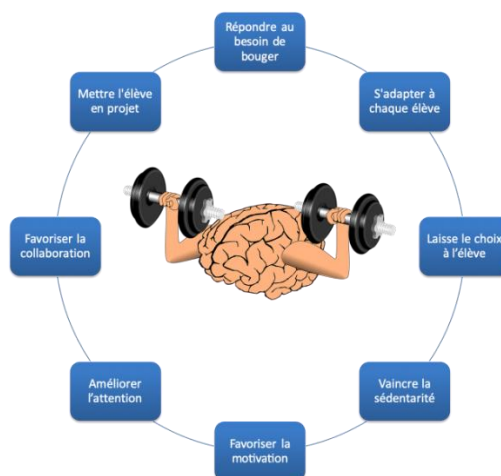 Répondre au
besoin de
bouger
S'adapter à
chaque élève
Laisse le choix
à l'élève
Vaincre la
sédentarité
Favoriser la
motivation
Améliorer
l'attention
Favoriser la
collaboration
Mettre l'élève
en projet